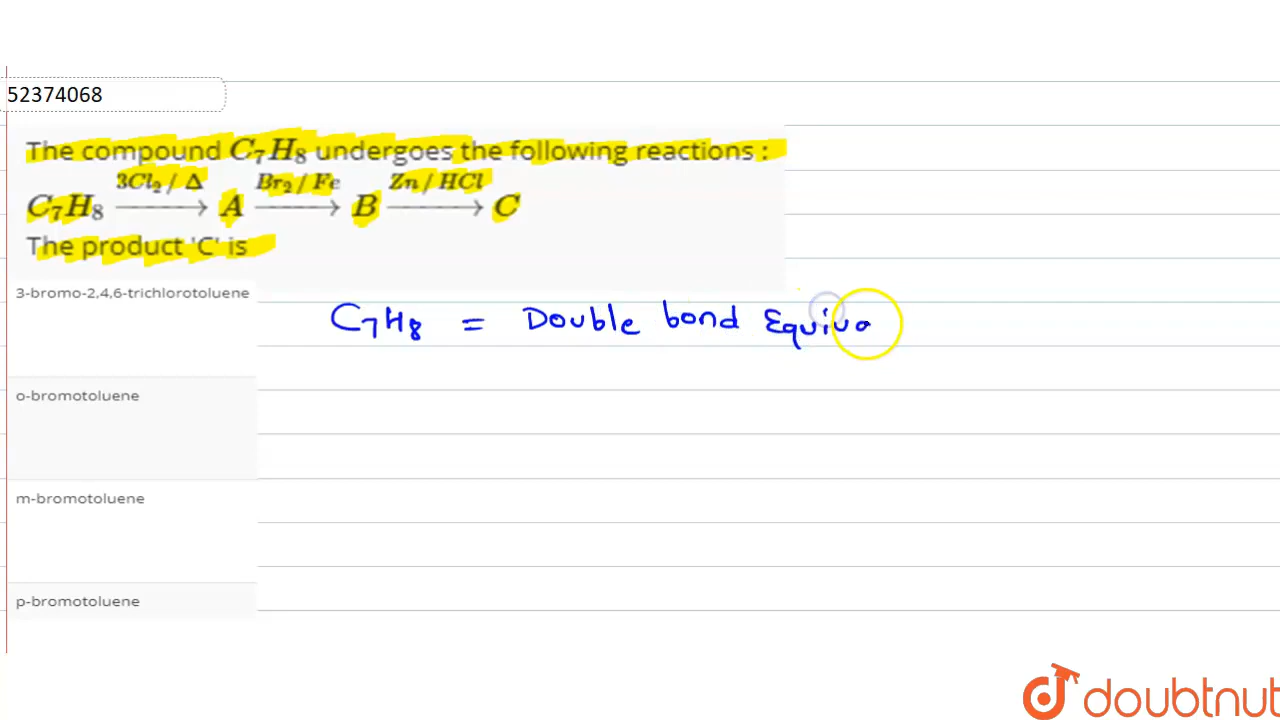 52374068
The compound C₇H₈ undergoes the following reactions :
C₇H₈ 3Cl₂/Δ → A Br₂/Fe → B Zn/HCl → C
The product 'C' is
3-bromo-2,4,6-trichlorotoluene
C₇H₈ = Double bond Equiva
o-bromotoluene
m-bromotoluene
p-bromotoluene
doubtnut